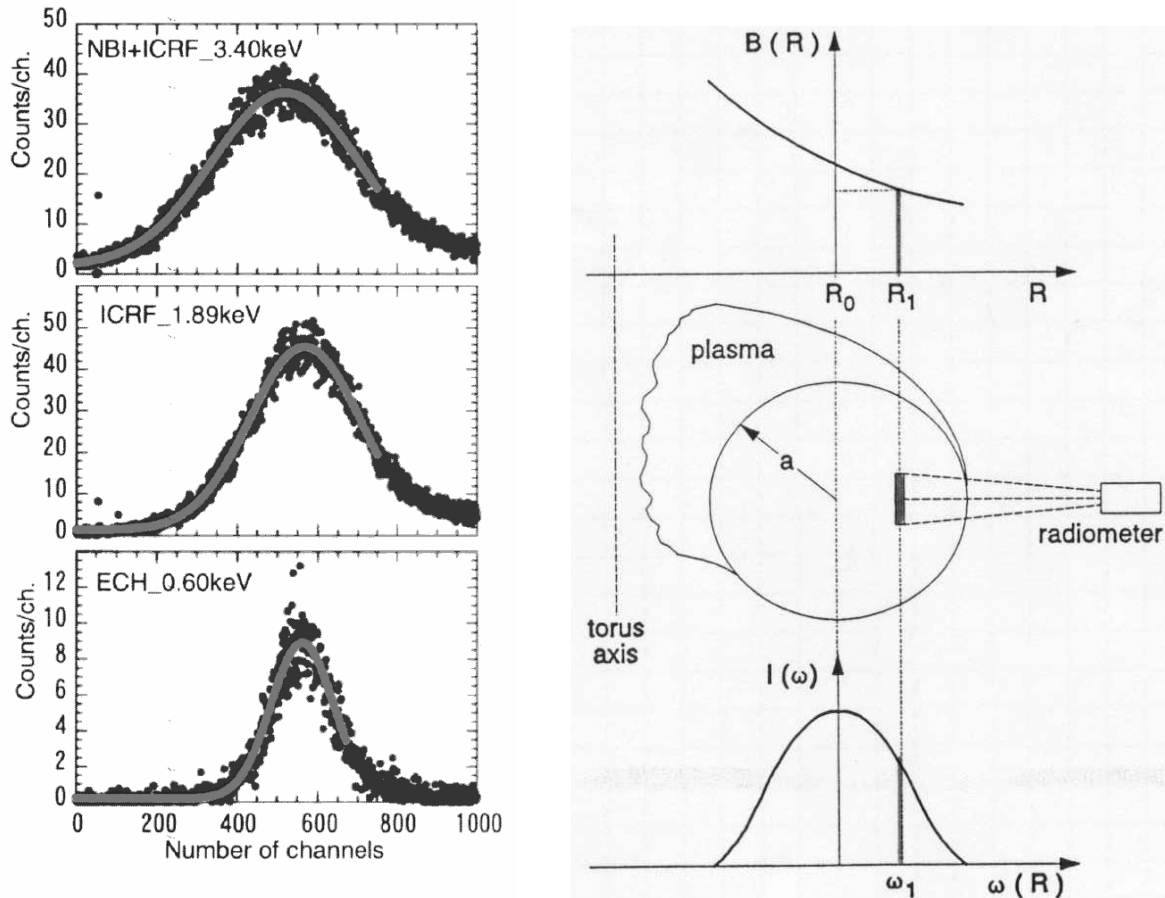 50
40
30
20
10
0
Counts/ch.
NBI+ICRF_3.40keV
50
40
30
20
10
0
Counts/ch.
ICRF_1.89keV
12
10
8
6
4
2
0
Counts/ch.
ECH_0.60keV
0 200 400 600 800 1000
Number of channels
B (R)
R₀ R₁ R
plasma
a
radiometer
torus
axis
I (ω)
ω₁ ω (R)